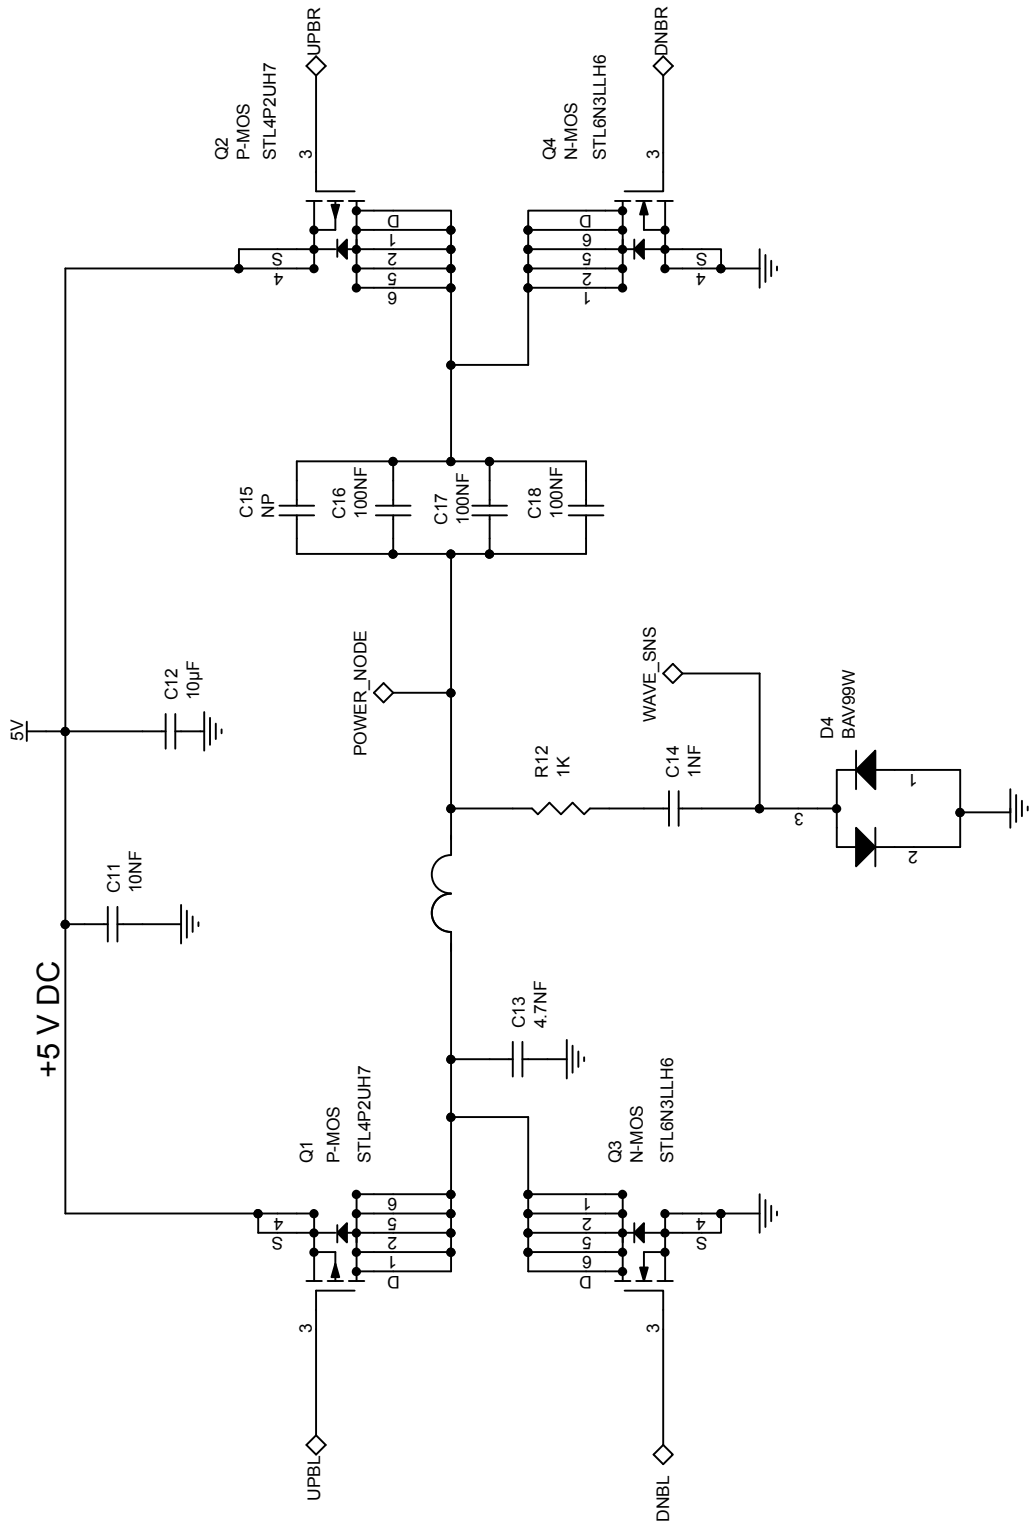 5V
+5 V DC
C11
10NF
C12
10µF
UPBL
3
Q1
P-MOS
STL4P2UH7
S
4
D
1
2
5
6
Q2
P-MOS
STL4P2UH7
3
UPBR
S
4
D
1
2
5
6
C13
4.7NF
POWER_NODE
C15
NP
C16
100NF
C17
100NF
C18
100NF
R12
1K
C14
1NF
WAVE_SNS
3
D4
BAV99W
2
1
DNBL
3
Q3
N-MOS
STL6N3LLH6
D
6
5
2
1
S
4
Q4
N-MOS
STL6N3LLH6
3
DNBR
D
6
5
2
1
S
4